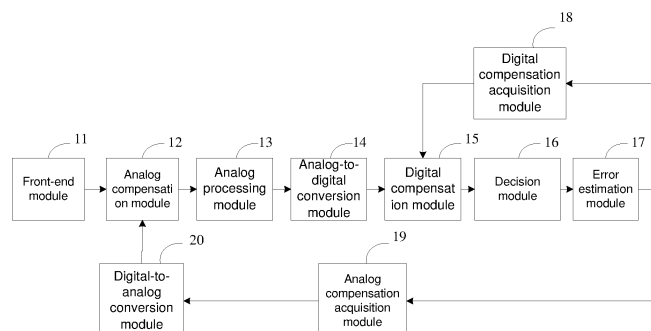 18
Digital
compensation
acquisition
module
11
12
13
14
15
16
17
Front-end
module
Analog
compensati
on module
Analog
processing
module
Analog-to-
digital
conversion
module
Digital
compensat
ion module
Decision
module
Error
estimation
module
20
19
Digital-to-
analog
conversion
module
Analog
compensation
acquisition
module